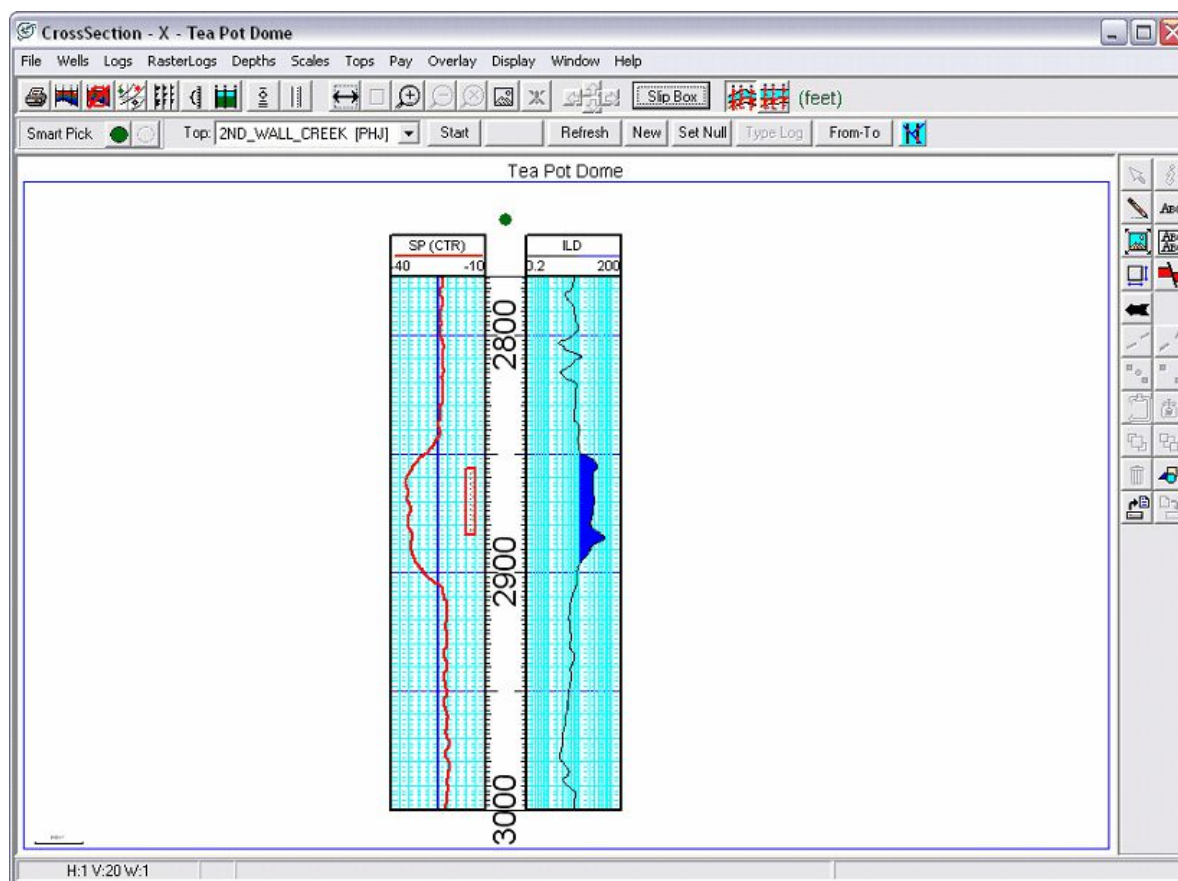 CrossSection - X - Tea Pot Dome
File Wells Logs RasterLogs Depths Scales Tops Pay Overlay Display Window Help
Slip Box (feet)
Smart Pick Top: 2ND_WALL_CREEK [PHJ] Start Refresh New Set Null Type Log From-To
Tea Pot Dome
SP (CTR) ILD
-40 -10 0.2 200
2800
2900
3000
H:1 V:20 W:1